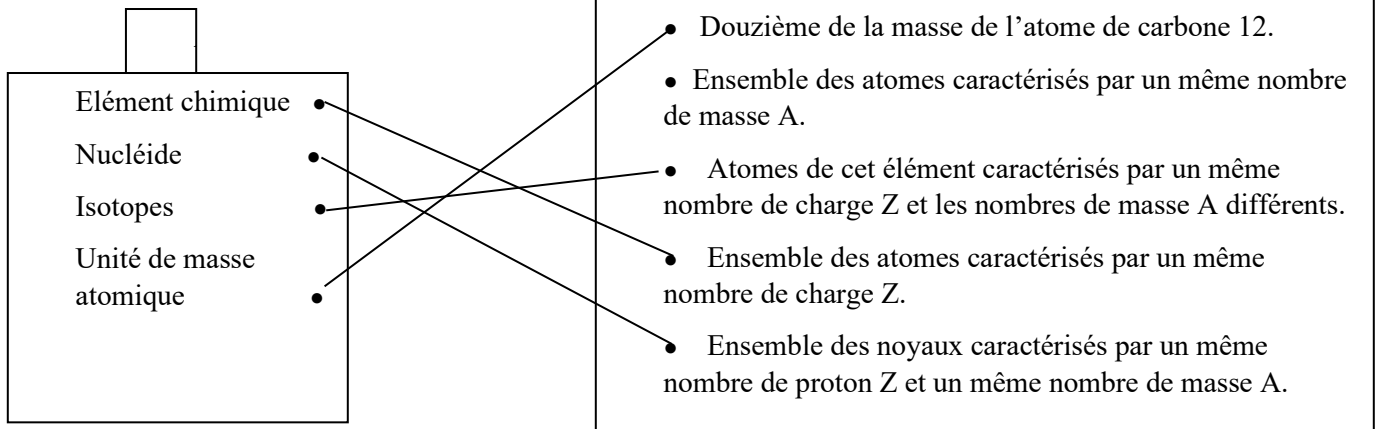 Elément chimique ●
Nucléide ●
Isotopes ●
Unité de masse
atomique ●
● Douzième de la masse de l’atome de carbone 12.
● Ensemble des atomes caractérisés par un même nombre
de masse A.
● Atomes de cet élément caractérisés par un même
nombre de charge Z et les nombres de masse A différents.
● Ensemble des atomes caractérisés par un même
nombre de charge Z.
● Ensemble des noyaux caractérisés par un même
nombre de proton Z et un même nombre de masse A.